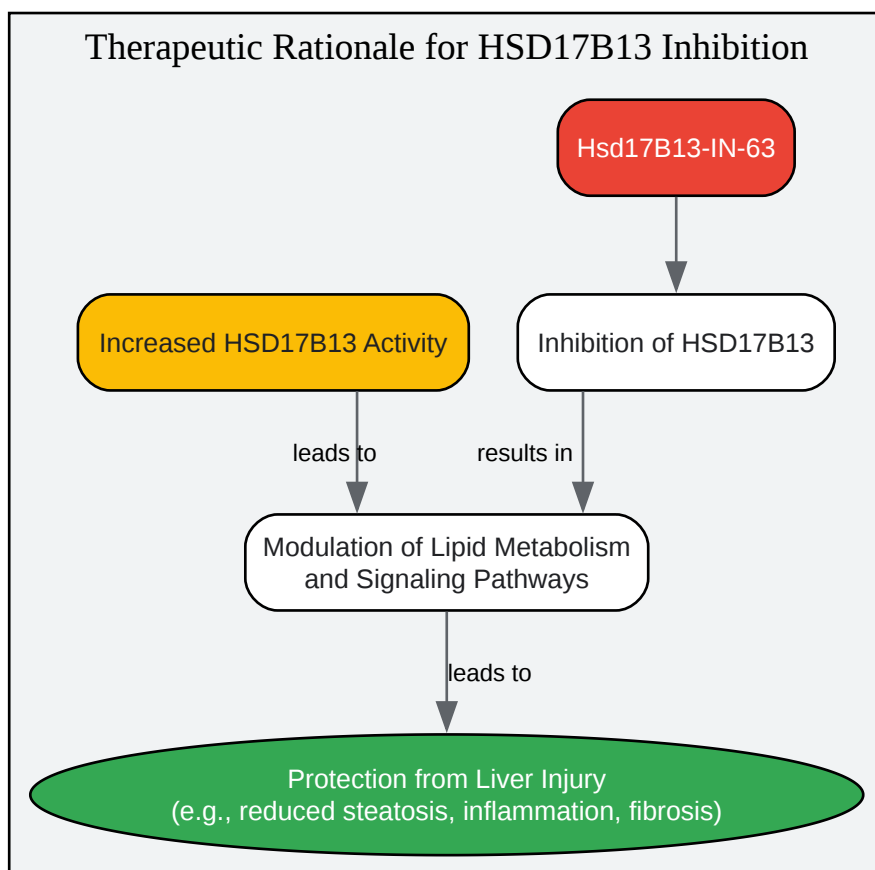 Therapeutic Rationale for HSD17B13 Inhibition
Hsd17B13-IN-63
Increased HSD17B13 Activity
Inhibition of HSD17B13
leads to
results in
Modulation of Lipid Metabolism
and Signaling Pathways
leads to
Protection from Liver Injury
(e.g., reduced steatosis, inflammation, fibrosis)